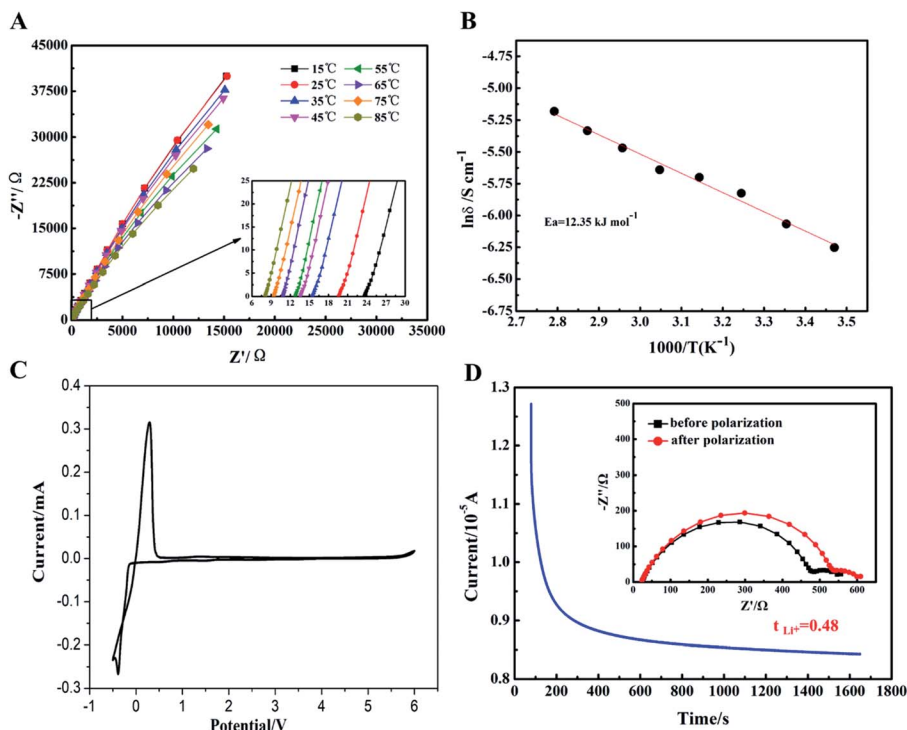 A
45000
37500
30000
22500
15000
7500
0
-Z''/Ω
15℃
25℃
35℃
45℃
55℃
65℃
75℃
85℃
25
20
15
10
5
0
6 9 12 15 18 21 24 27 30
0 5000 10000 15000 20000 25000 30000 35000
Z'/Ω
B
-4.75
-5.00
-5.25
-5.50
-5.75
-6.00
-6.25
-6.50
-6.75
lnδ/S cm⁻¹
Ea=12.35 kJ mol⁻¹
2.7 2.8 2.9 3.0 3.1 3.2 3.3 3.4 3.5
1000/T(K⁻¹)
C
0.4
0.3
0.2
0.1
0.0
-0.1
-0.2
-0.3
Current/mA
-1 0 1 2 3 4 5 6
Potential/V
D
1.3
1.2
1.1
1.0
0.9
0.8
Current/10⁻⁵A
500
400
300
200
100
0
-Z''/Ω
before polarization
after polarization
0 100 200 300 400 500 600
Z'/Ω
t Li+=0.48
0 200 400 600 800 1000 1200 1400 1600 1800
Time/s